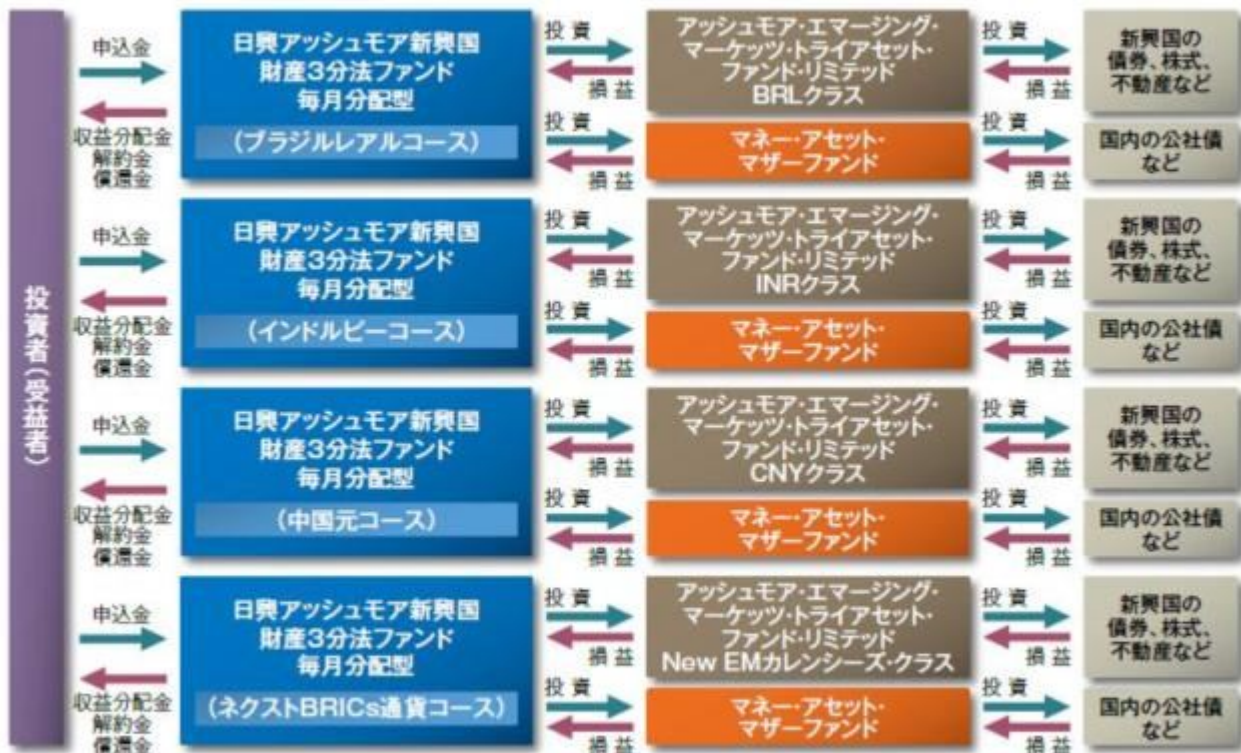 投資者(受益者)
申込金
収益分配金
解約金
償還金
日興アッシュモア新興国
財産3分法ファンド
毎月分配型
(ブラジルレアルコース)
投資
損益
投資
損益
アッシュモア・エマージング・
マーケッツ・トライアセット・
ファンド・リミテッド
BRLクラス
マネー・アセット・
マザーファンド
投資
損益
投資
損益
新興国の
債券、株式、
不動産など
国内の公社債
など
申込金
収益分配金
解約金
償還金
日興アッシュモア新興国
財産3分法ファンド
毎月分配型
(インドルピーコース)
投資
損益
投資
損益
アッシュモア・エマージング・
マーケッツ・トライアセット・
ファンド・リミテッド
INRクラス
マネー・アセット・
マザーファンド
投資
損益
投資
損益
新興国の
債券、株式、
不動産など
国内の公社債
など
申込金
収益分配金
解約金
償還金
日興アッシュモア新興国
財産3分法ファンド
毎月分配型
(中国元コース)
投資
損益
投資
損益
アッシュモア・エマージング・
マーケッツ・トライアセット・
ファンド・リミテッド
CNYクラス
マネー・アセット・
マザーファンド
投資
損益
投資
損益
新興国の
債券、株式、
不動産など
国内の公社債
など
申込金
収益分配金
解約金
償還金
日興アッシュモア新興国
財産3分法ファンド
毎月分配型
(ネクストBRICs通貨コース)
投資
損益
投資
損益
アッシュモア・エマージング・
マーケッツ・トライアセット・
ファンド・リミテッド
New EMカレンシーズ・クラス
マネー・アセット・
マザーファンド
投資
損益
投資
損益
新興国の
債券、株式、
不動産など
国内の公社債
など